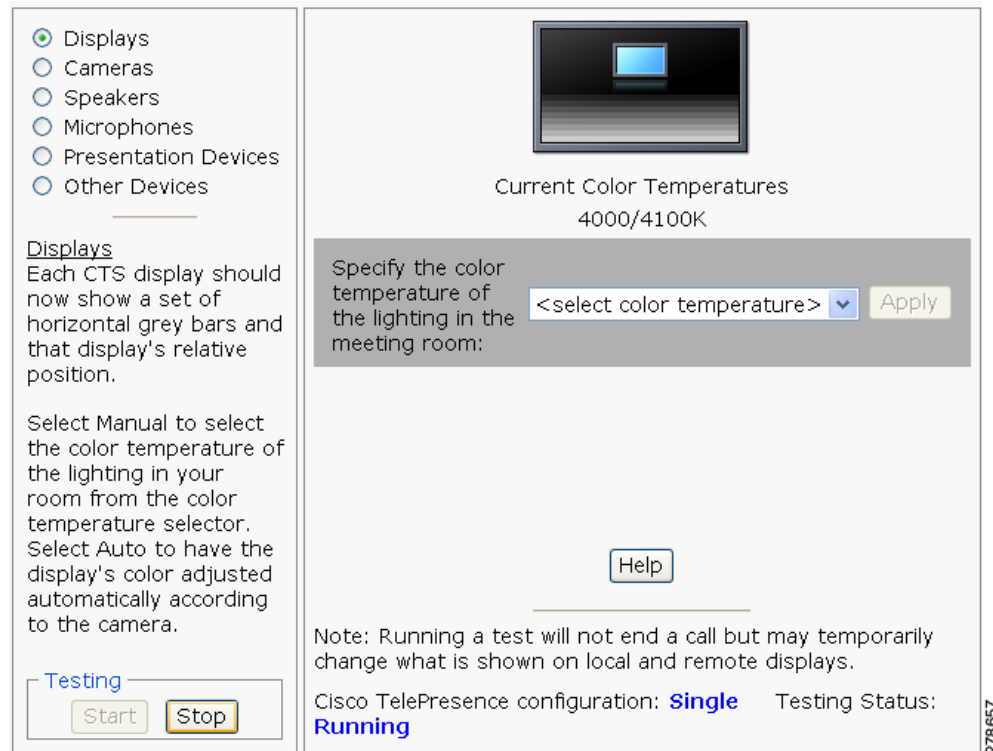 Displays
Cameras
Speakers
Microphones
Presentation Devices
Other Devices
Displays
Each CTS display should
now show a set of
horizontal grey bars and
that display's relative
position.
Select Manual to select
the color temperature of
the lighting in your
room from the color
temperature selector.
Select Auto to have the
display's color adjusted
automatically according
to the camera.
Testing
Start Stop
Current Color Temperatures
4000/4100K
Specify the color
temperature of
the lighting in the
meeting room:
<select color temperature> Apply
Help
Note: Running a test will not end a call but may temporarily
change what is shown on local and remote displays.
Cisco TelePresence configuration: Single Testing Status:
Running